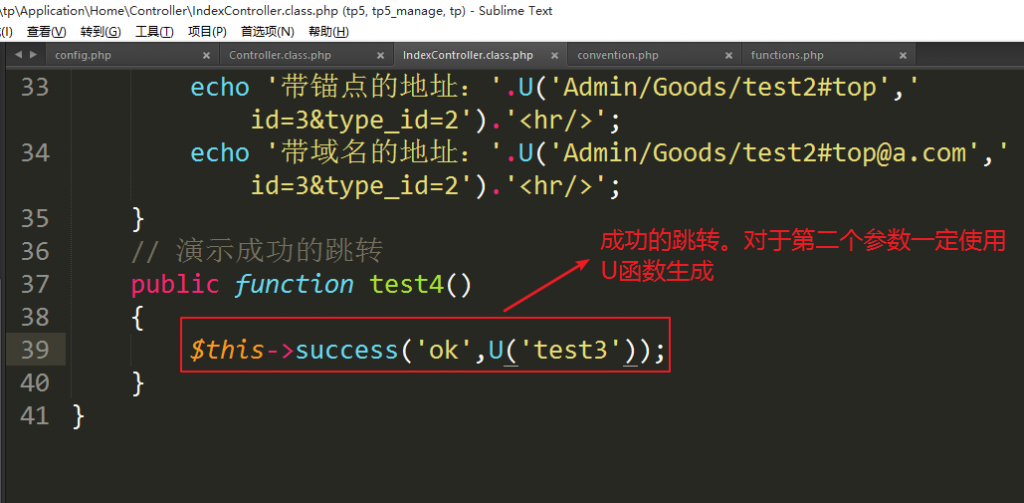 \tp\Application\Home\Controller\IndexController.class.php (tp5, tp5_manage, tp) - Sublime Text
(I) 查看(V) 转到(G) 工具(T) 项目(P) 首选项(N) 帮助(H)
config.php × Controller.class.php × IndexController.class.php × convention.php × functions.php ×
33 echo '带锚点的地址：'.U('Admin/Goods/test2#top','
id=3&type_id=2').'<hr/>';
34 echo '带域名的地址：'.U('Admin/Goods/test2#top@a.com','
id=3&type_id=2').'<hr/>';
35 }
36 // 演示成功的跳转
成功的跳转。对于第二个参数一定使用
U函数生成
37 public function test4()
38 {
39 $this->success('ok',U('test3'));
40 }
41 }